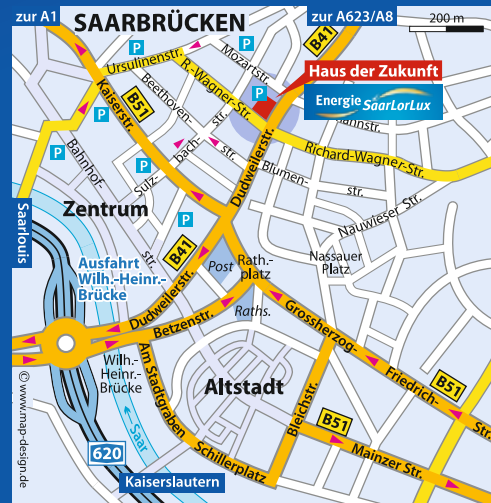 zur A1
SAARBRÜCKEN
zur A623/A8
200 m
P
P
B41
Ursulinenstr.
Mozartstr.
Haus der Zukunft
P
P
B51
Kaiserstr.
Beethoven-
str.
R.-Wagner-Str.
Energie SaarLorLux
P
P
P
Bahnhof-
str.
Sulz-
bach-
str.
str.
Dudweilerstr.
Blumen-
str.
Richard-Wagner-Str.
Zentrum
P
Nauwieser Str.
Saarlouis
B41
Ausfahrt
Wilh.-Heinr.-
Brücke
Post
Rath.-
platz
Nassauer
Platz
Raths.
Dudweilerstr.
Betzenstr.
Grossherzog-
Friedrich-
Str.
B51
Wilh.-
Heinr.-
Brücke
Am Stadtgraben
Altstadt
Bleichstr.
B51
Mainzer Str.
Saar
Schillerplatz
620
Kaiserslautern
© www.map-design.de